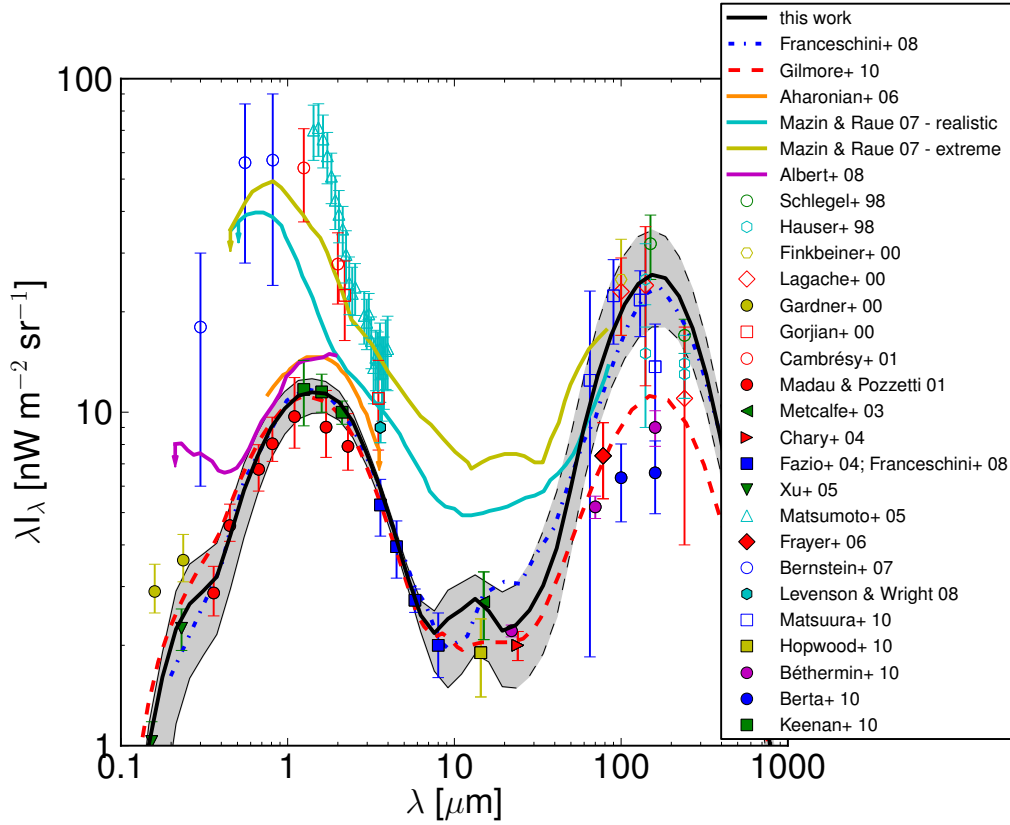 100
10
1
0.1
1
10
100
1000
λI_λ [nW m⁻² sr⁻¹]
λ [μm]
this work
Franceschini+ 08
Gilmore+ 10
Aharonian+ 06
Mazin & Raue 07 - realistic
Mazin & Raue 07 - extreme
Albert+ 08
Schlegel+ 98
Hauser+ 98
Finkbeiner+ 00
Lagache+ 00
Gardner+ 00
Gorjian+ 00
Cambrésy+ 01
Madau & Pozzetti 01
Metcalfe+ 03
Chary+ 04
Fazio+ 04; Franceschini+ 08
Xu+ 05
Matsumoto+ 05
Frayer+ 06
Bernstein+ 07
Levenson & Wright 08
Matsuura+ 10
Hopwood+ 10
Béthermin+ 10
Berta+ 10
Keenan+ 10